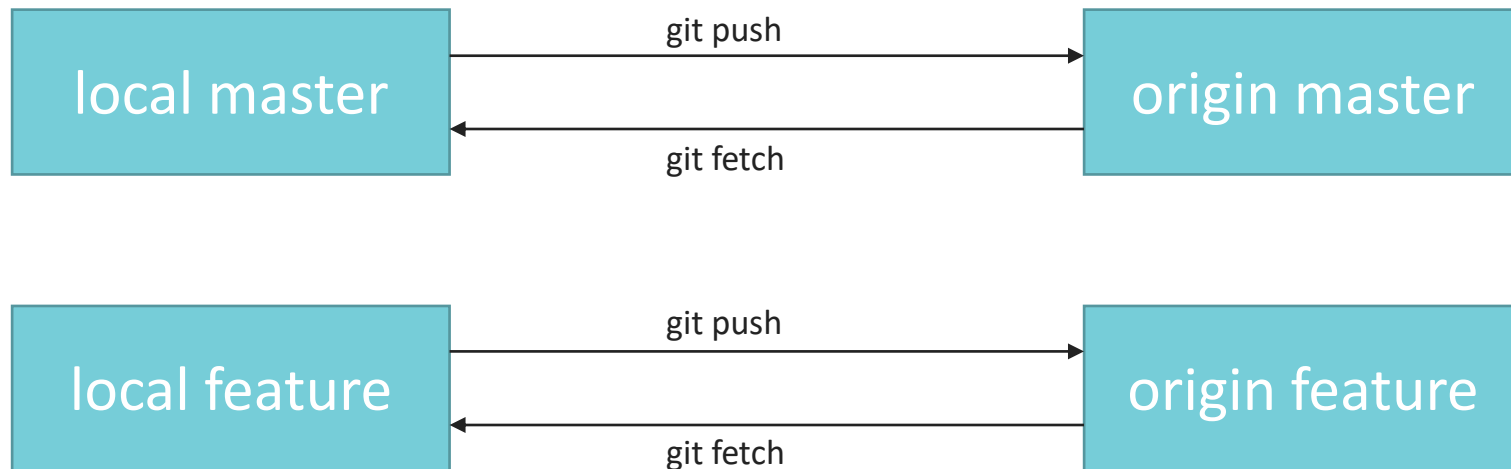 git push
local master
origin master
git fetch
git push
local feature
origin feature
git fetch